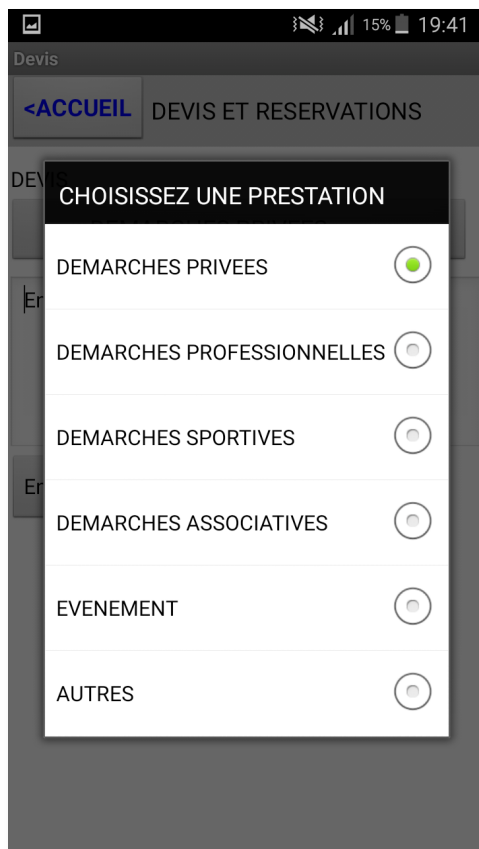 15% 19:41
Devis
<ACCUEIL DEVIS ET RESERVATIONS
DEVIS
CHOISISSEZ UNE PRESTATION
DEMARCHES PRIVEES
DEMARCHES PROFESSIONNELLES
DEMARCHES SPORTIVES
DEMARCHES ASSOCIATIVES
EVENEMENT
AUTRES